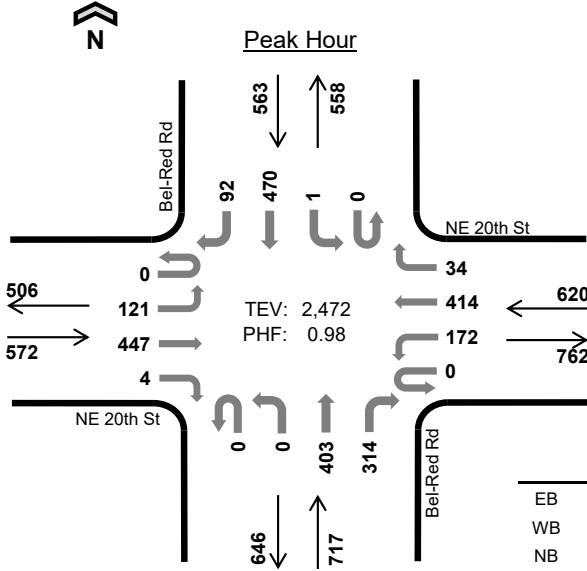 N
Peak Hour
563
558
Bel-Red Rd
92
470
1
0
NE 20th St
0
34
506
121
TEV: 2,472
414
620
572
447
PHF: 0.98
172
762
4
0
NE 20th St
0
0
403
314
Bel-Red Rd
646
717
EB
WB
NB